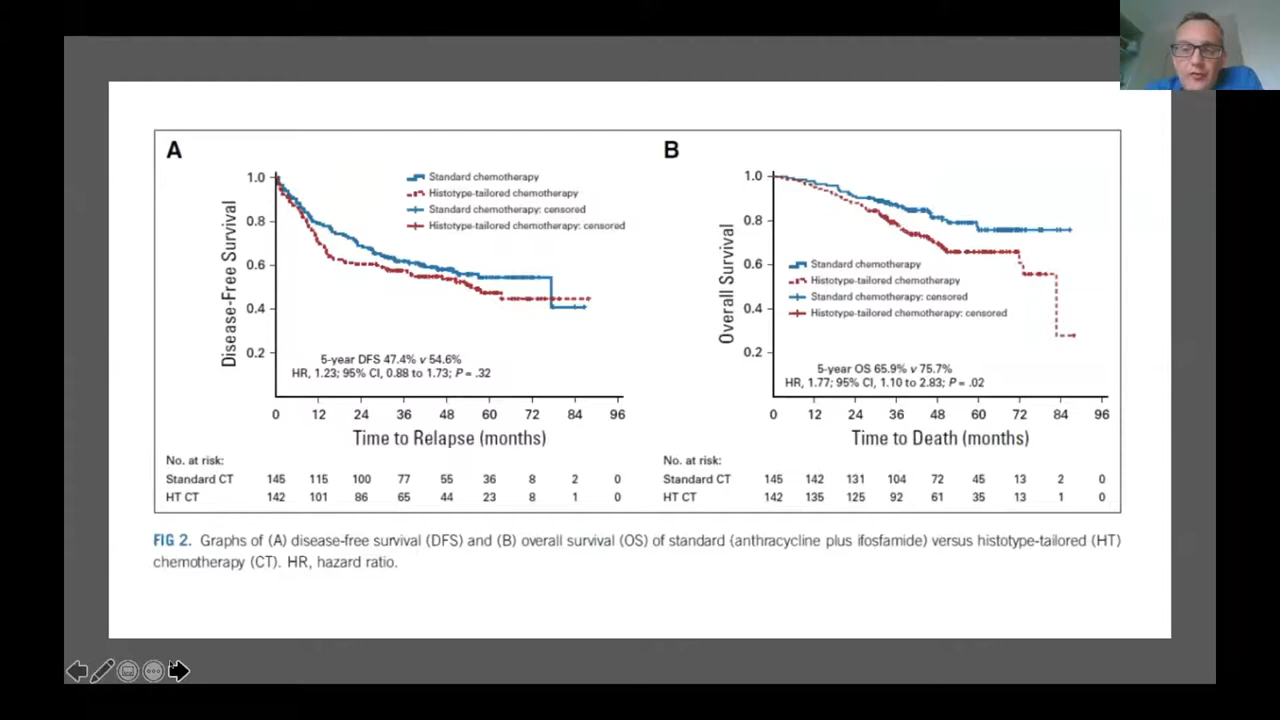 A
Disease-Free Survival
1.0
0.8
0.6
0.4
0.2
Standard chemotherapy
Histotype-tailored chemotherapy
Standard chemotherapy: censored
Histotype-tailored chemotherapy: censored
5-year DFS 47.4% v 54.6%
HR, 1.23; 95% CI, 0.88 to 1.73; P = .32
0 12 24 36 48 60 72 84 96
Time to Relapse (months)
No. at risk:
Standard CT 145 115 100 77 55 36 8 2 0
HT CT 142 101 86 65 44 23 8 1 0
B
Overall Survival
1.0
0.8
0.6
0.4
0.2
Standard chemotherapy
Histotype-tailored chemotherapy
Standard chemotherapy: censored
Histotype-tailored chemotherapy: censored
5-year OS 65.9% v 75.7%
HR, 1.77; 95% CI, 1.10 to 2.83; P = .02
0 12 24 36 48 60 72 84 96
Time to Death (months)
No. at risk:
Standard CT 145 142 131 104 72 45 13 2 0
HT CT 142 135 125 92 61 35 13 1 0
FIG 2. Graphs of (A) disease-free survival (DFS) and (B) overall survival (OS) of standard (anthracycline plus ifosfamide) versus histotype-tailored (HT)
chemotherapy (CT). HR, hazard ratio.